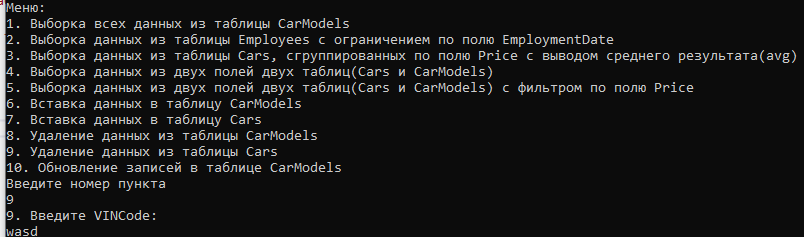 Меню:
1. Выборка всех данных из таблицы CarModels
2. Выборка данных из таблицы Employees с ограничением по полю EmploymentDate
3. Выборка данных из таблицы Cars, сгруппированных по полю Price с выводом среднего результата(avg)
4. Выборка данных из двух полей двух таблиц(Cars и CarModels)
5. Выборка данных из двух полей двух таблиц(Cars и CarModels) с фильтром по полю Price
6. Вставка данных в таблицу CarModels
7. Вставка данных в таблицу Cars
8. Удаление данных из таблицы CarModels
9. Удаление данных из таблицы Cars
10. Обновление записей в таблице CarModels
Введите номер пункта
9
9. Введите VINCode:
wasd